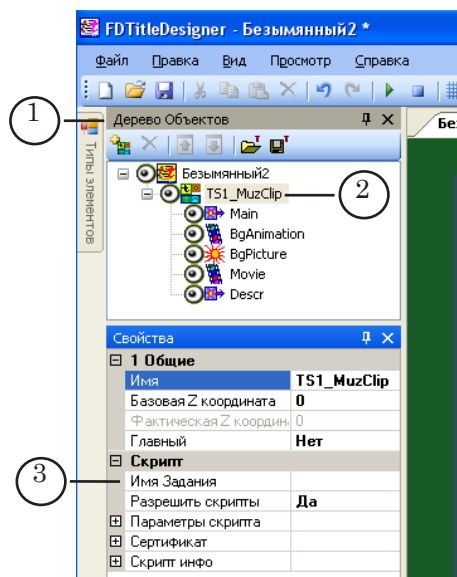 FDTitleDesigner - Безымянный2 *
Файл Правка Вид Просмотр Справка
1
Дерево Объектов
Типы элементов
Безымянный2
TS1_MuzClip
2
Main
BgAnimation
BgPicture
Movie
Descr
Свойства
1 Общие
Имя TS1_MuzClip
Базовая Z координата 0
Фактическая Z координ 0
Главный Нет
Скрипт
3
Имя Задания
Разрешить скрипты Да
Параметры скрипта
Сертификат
Скрипт инфо